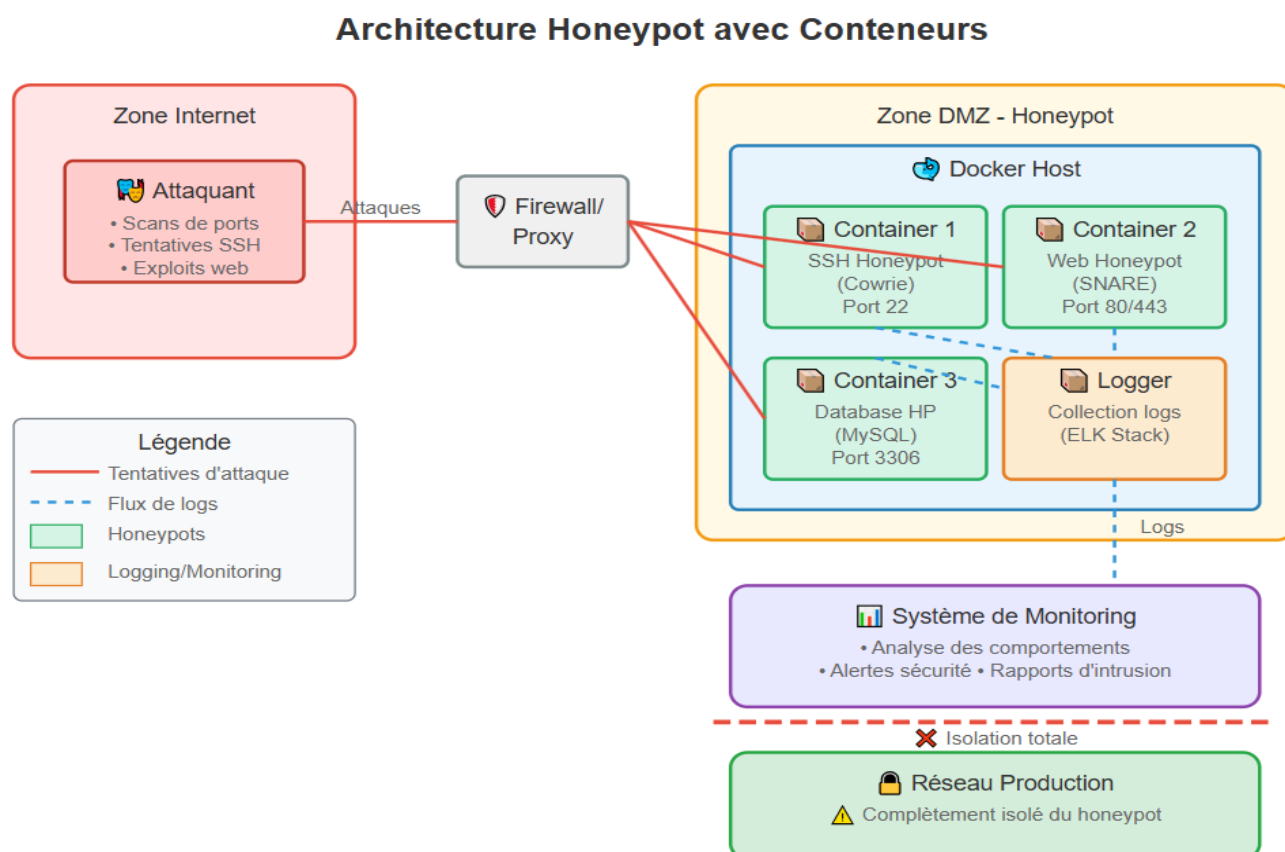 Architecture Honeypot avec Conteneurs
Zone Internet
Attaquant
• Scans de ports
• Tentatives SSH
• Exploits web
Attaques
Firewall/
Proxy
Zone DMZ - Honeypot
Docker Host
Container 1
SSH Honeypot
(Cowrie)
Port 22
Container 2
Web Honeypot
(SNARE)
Port 80/443
Container 3
Database HP
(MySQL)
Port 3306
Logger
Collection logs
(ELK Stack)
Logs
Légende
Tentatives d'attaque
Flux de logs
Honeypots
Logging/Monitoring
Système de Monitoring
• Analyse des comportements
• Alertes sécurité • Rapports d'intrusion
Isolation totale
Réseau Production
Complètement isolé du honeypot